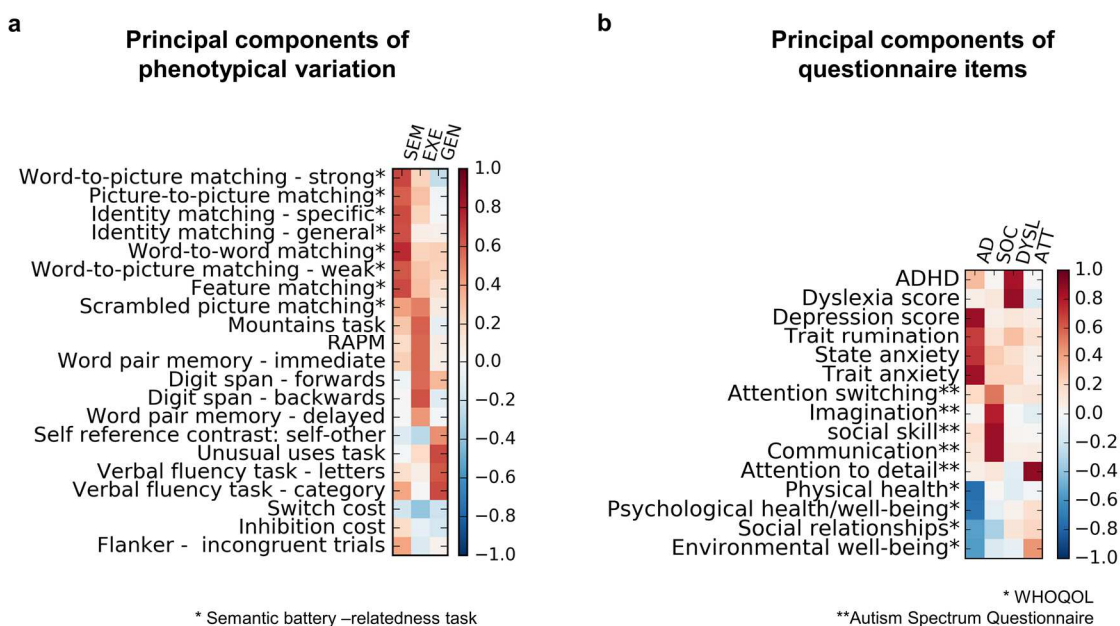 a
Principal components of
phenotypical variation
SEM
EXE
GEN
Word-to-picture matching - strong*
Picture-to-picture matching*
Identity matching - specific*
Identity matching - general*
Word-to-word matching*
Word-to-picture matching - weak*
Feature matching*
Scrambled picture matching*
Mountains task
RAPM
Word pair memory - immediate
Digit span - forwards
Digit span - backwards
Word pair memory - delayed
Self reference contrast: self-other
Unusual uses task
Verbal fluency task - letters
Verbal fluency task - category
Switch cost
Inhibition cost
Flanker - incongruent trials
1.0
0.8
0.6
0.4
0.2
0.0
−0.2
−0.4
−0.6
−0.8
−1.0
* Semantic battery –relatedness task
b
Principal components of
questionnaire items
AD
SOC
DYSL
ATT
ADHD
Dyslexia score
Depression score
Trait rumination
State anxiety
Trait anxiety
Attention switching**
Imagination**
social skill**
Communication**
Attention to detail**
Physical health*
Psychological health/well-being*
Social relationships*
Environmental well-being*
1.0
0.8
0.6
0.4
0.2
0.0
−0.2
−0.4
−0.6
−0.8
−1.0
* WHOQOL
**Autism Spectrum Questionnaire